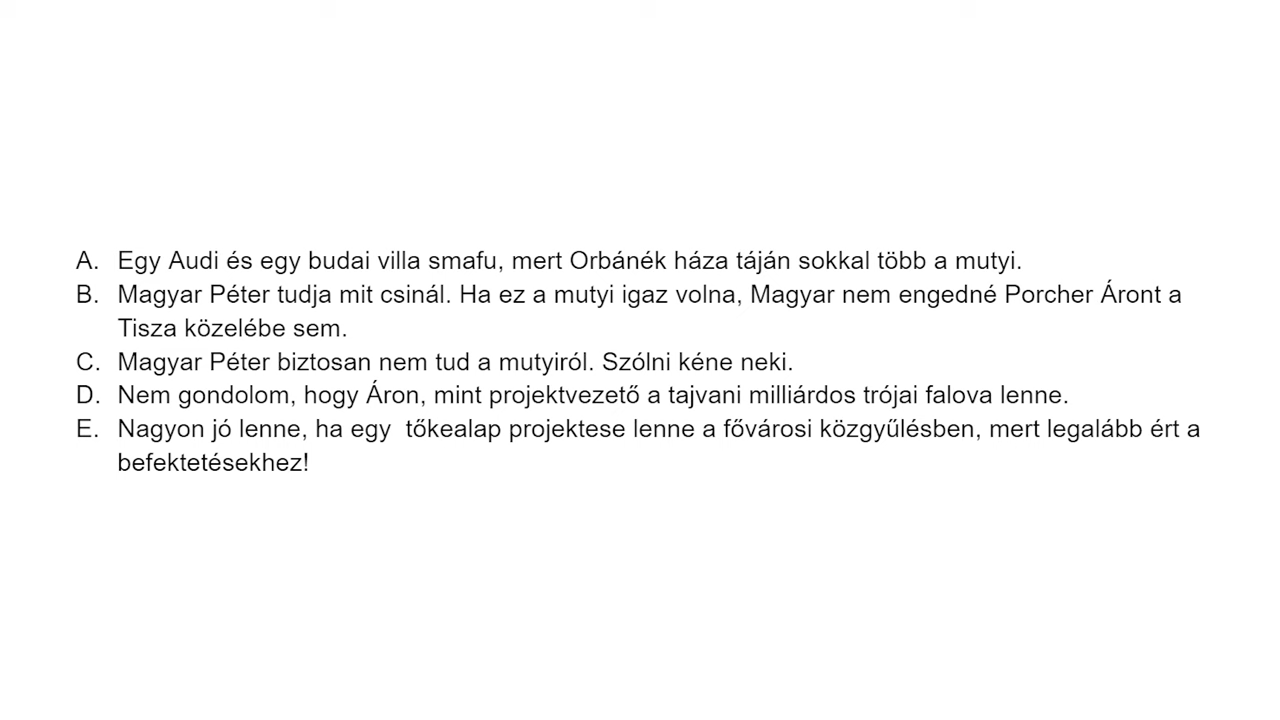 A. Egy Audi és egy budai villa smafu, mert Orbánék háza táján sokkal több a mutyi.
B. Magyar Péter tudja mit csinál. Ha ez a mutyi igaz volna, Magyar nem engedné Porcher Áront a
Tisza közelébe sem.
C. Magyar Péter biztosan nem tud a mutyiról. Szólni kéne neki.
D. Nem gondolom, hogy Áron, mint projektvezető a tajvani milliárdos trójai falova lenne.
E. Nagyon jó lenne, ha egy  tőkealap projektese lenne a fővárosi közgyűlésben, mert legalább ért a
befektetésekhez!